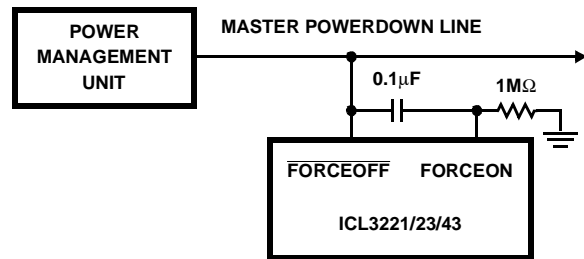 POWER
MANAGEMENT
UNIT
MASTER POWERDOWN LINE
0.1μF
1MΩ
FORCEOFF FORCEON
ICL3221/23/43